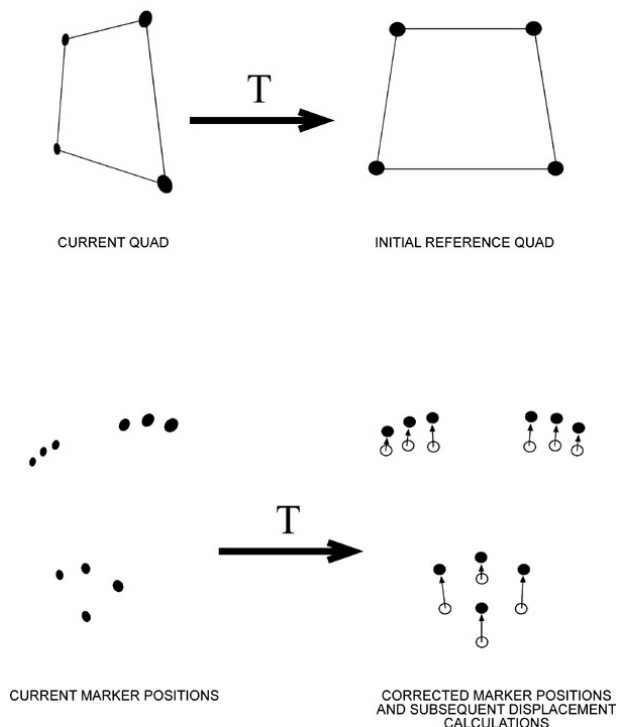 T
CURRENT QUAD
INITIAL REFERENCE QUAD
T
CURRENT MARKER POSITIONS
CORRECTED MARKER POSITIONS
AND SUBSEQUENT DISPLACEMENT
CALCULATIONS